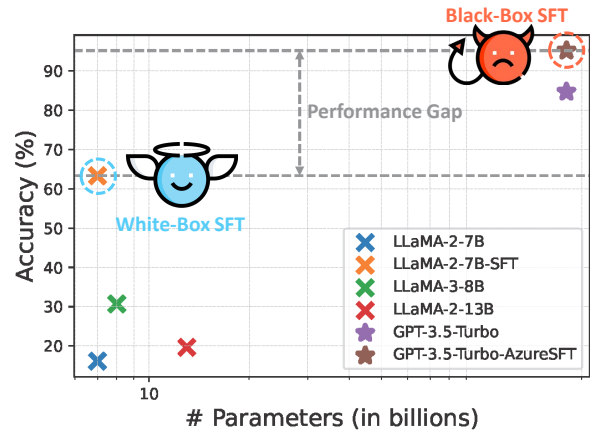 Black-Box SFT
90
Performance Gap
80
70
60
White-Box SFT
50
40
30
20
Accuracy (%)
LLaMA-2-7B
LLaMA-2-7B-SFT
LLaMA-3-8B
LLaMA-2-13B
GPT-3.5-Turbo
GPT-3.5-Turbo-AzureSFT
10
# Parameters (in billions)